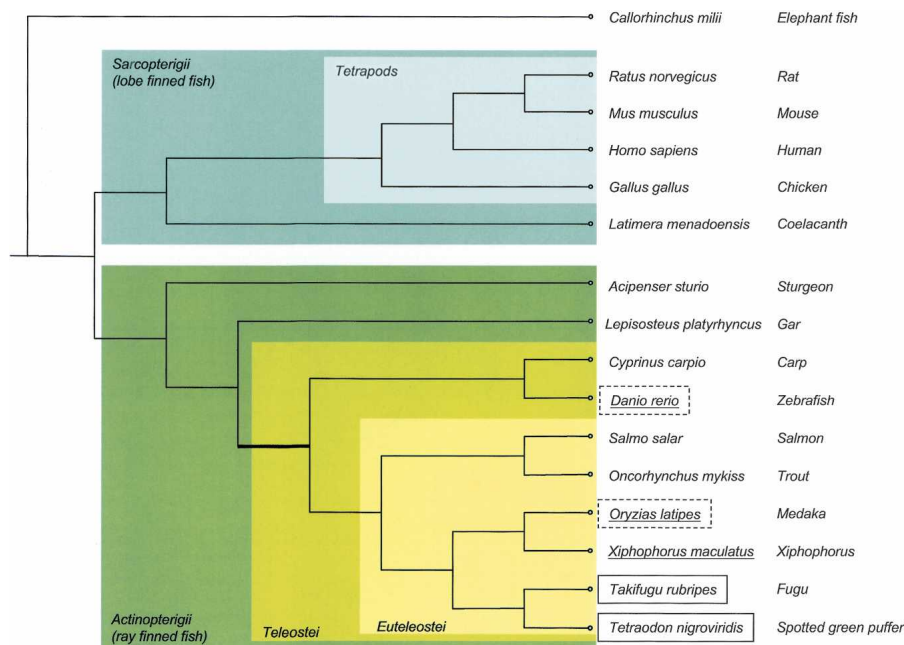 Callorhinchus milii Elephant fish
Sarcopterigii
(lobe finned fish)
Tetrapods
Ratus norvegicus Rat
Mus musculus Mouse
Homo sapiens Human
Gallus gallus Chicken
Latimera menadoensis Coelacanth
Acipenser sturio Sturgeon
Lepisosteus platyrhyncus Gar
Cyprinus carpio Carp
Danio rerio Zebrafish
Salmo salar Salmon
Oncorhynchus mykiss Trout
Oryzias latipes Medaka
Xiphophorus maculatus Xiphophorus
Takifugu rubripes Fugu
Tetraodon nigroviridis Spotted green puffer
Actinopterigii
(ray finned fish)
Teleostei
Euteleostei